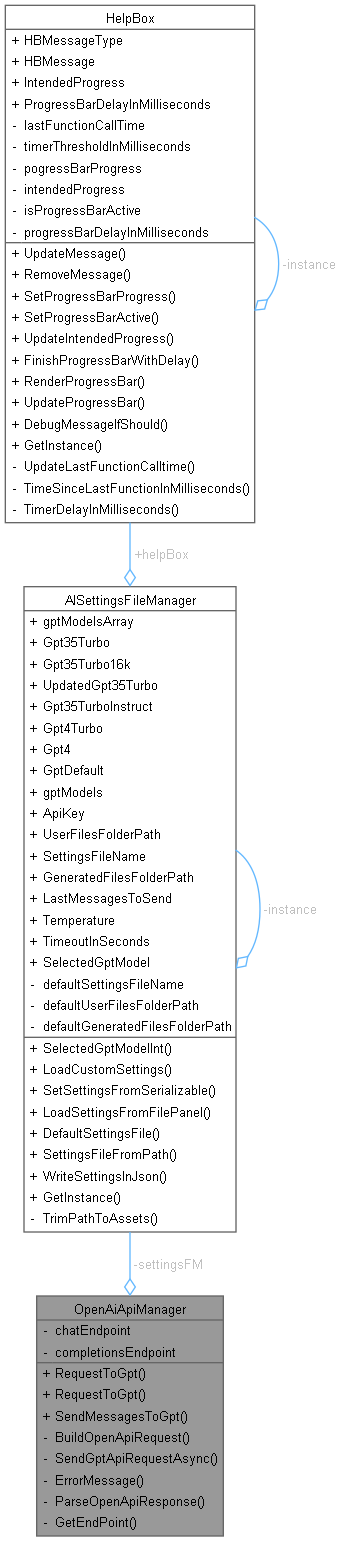 HelpBox
+ HBMessageType
+ HBMessage
+ IntendedProgress
+ ProgressBarDelayInMilliseconds
- lastFunctionCallTime
- timerThresholdInMilliseconds
- pogressBarProgress
- intendedProgress
- isProgressBarActive
- progressBarDelayInMilliseconds
+ UpdateMessage()
+ RemoveMessage()
+ SetProgressBarProgress()
+ SetProgressBarActive()
+ UpdateIntendedProgress()
+ FinishProgressBarWithDelay()
+ RenderProgressBar()
+ UpdateProgressBar()
+ DebugMessageIfShould()
+ GetInstance()
- UpdateLastFunctionCalltime()
- TimeSinceLastFunctionInMilliseconds()
- TimerDelayInMilliseconds()
-instance
+helpBox
AISettingsFileManager
+ gptModelsArray
+ Gpt35Turbo
+ Gpt35Turbo16k
+ UpdatedGpt35Turbo
+ Gpt35TurboInstruct
+ Gpt4Turbo
+ Gpt4
+ GptDefault
+ gptModels
+ ApiKey
+ UserFilesFolderPath
+ SettingsFileName
+ GeneratedFilesFolderPath
+ LastMessagesToSend
+ Temperature
+ TimeoutInSeconds
+ SelectedGptModel
- defaultSettingsFileName
- defaultUserFilesFolderPath
- defaultGeneratedFilesFolderPath
+ SelectedGptModelInt()
+ LoadCustomSettings()
+ SetSettingsFromSerializable()
+ LoadSettingsFromFilePanel()
+ DefaultSettingsFile()
+ SettingsFileFromPath()
+ WriteSettingsInJson()
+ GetInstance()
- TrimPathToAssets()
-instance
-settingsFM
OpenAiApiManager
- chatEndpoint
- completionsEndpoint
+ RequestToGpt()
+ RequestToGpt()
+ SendMessagesToGpt()
- BuildOpenApiRequest()
- SendGptApiRequestAsync()
- ErrorMessage()
- ParseOpenApiResponse()
- GetEndPoint()